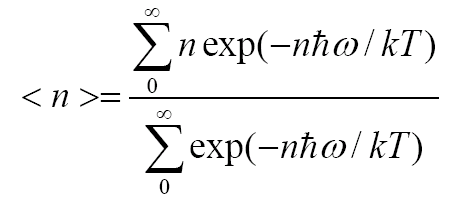 ∞
∑ n exp(−nħω / kT)
0
< n >=
∞
∑ exp(−nħω / kT)
0